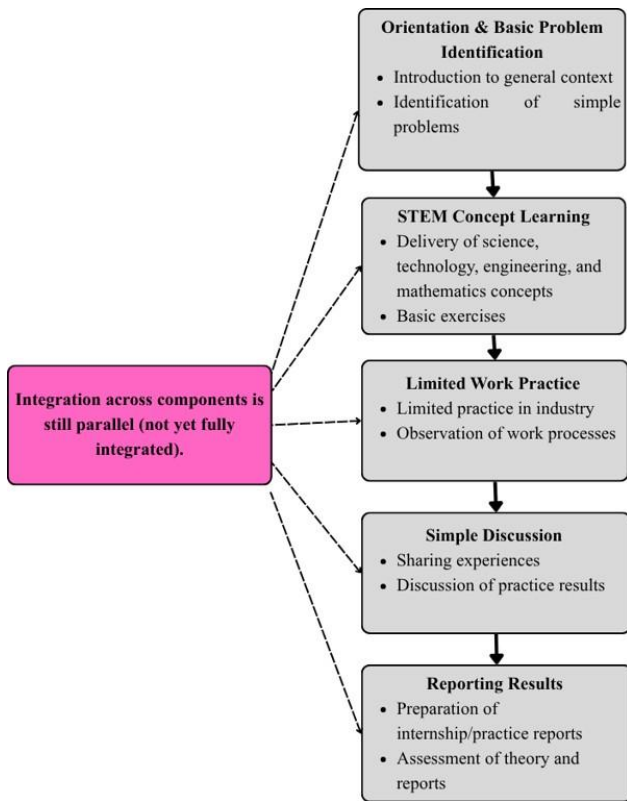 Orientation & Basic Problem
Identification
• Introduction to general context
• Identification of simple
problems
STEM Concept Learning
• Delivery of science,
technology, engineering, and
mathematics concepts
• Basic exercises
Integration across components is
still parallel (not yet fully
integrated).
Limited Work Practice
• Limited practice in industry
• Observation of work processes
Simple Discussion
• Sharing experiences
• Discussion of practice results
Reporting Results
• Preparation of
internship/practice reports
• Assessment of theory and
reports